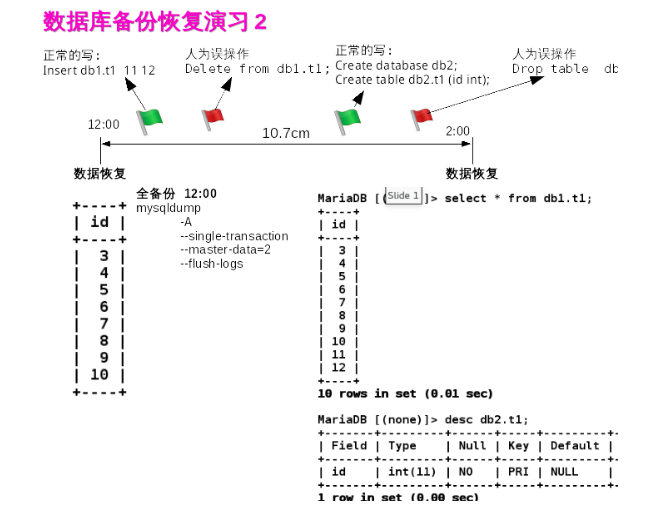 数据库备份恢复演习 2
正常的写:
Insert db1.t1 11 12
人为误操作
Delete from db1.t1;
正常的写:
Create database db2;
Create table db2.t1 (id int);
人为误操作
Drop table db
12:00
10.7cm
2:00
数据恢复
数据恢复
全备份 12:00
mysqldump
-A
--single-transaction
--master-data=2
--flush-logs
+----+
| id |
+----+
| 3 |
| 4 |
| 5 |
| 6 |
| 7 |
| 8 |
| 9 |
| 10 |
+----+
MariaDB [( ]> select * from db1.t1;
Slide 1
+----+
| id |
+----+
| 3 |
| 4 |
| 5 |
| 6 |
| 7 |
| 8 |
| 9 |
| 10 |
| 11 |
| 12 |
+----+
10 rows in set (0.01 sec)
MariaDB [(none)]> desc db2.t1;
+-------+---------+------+-----+---------+-
| Field | Type | Null | Key | Default |
+-------+---------+------+-----+---------+-
| id | int(11) | NO | PRI | NULL |
+-------+---------+------+-----+---------+-
1 row in set (0.00 sec)